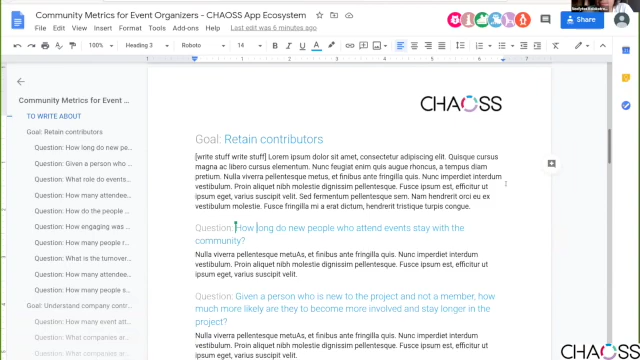 Community Metrics for Event Organizers - CHAOSS App Ecosystem
File Edit View Insert Format Tools Add-ons Help Last edit was 6 minutes ago
Share
100% Heading 3 Roboto 14
Community Metrics for Event ...
TO WRITE ABOUT
Goal: Retain contributors
Question: How long do new pe...
Question: Given a person who ...
Question: What role do events ...
Question: How many attendee...
Question: How do the people ...
Question: How engaging was ...
Question: How many people r...
Question: What is the turnover...
Question: How many attendee...
Question: How many people s...
Goal: Understand company contr...
Question: How many event att...
Question: What companies ar...
CHAOSS
Goal: Retain contributors
[write stuff write stuff] Lorem ipsum dolor sit amet, consectetur adipiscing elit. Quisque cursus
magna ac libero cursus elementum. Nunc feugiat enim quis augue rhoncus, a tempus diam
pretium. Nulla viverra pellentesque metus, et finibus ante fringilla quis. Nunc imperdiet interdum
vestibulum. Proin aliquet nibh molestie dignissim pellentesque. Fusce ipsum est, efficitur ut
ipsum eget, varius suscipit velit. Sed fermentum pellentesque sem. Nam hendrerit orci eu ex
vestibulum molestie. Fusce fringilla mi a erat dictum, hendrerit tristique turpis congue.
Question: How long do new people who attend events stay with the
community?
Nulla viverra pellentesque metuAs, et finibus ante fringilla quis. Nunc imperdiet interdum
vestibulum. Proin aliquet nibh molestie dignissim pellentesque. Fusce ipsum est, efficitur ut
ipsum eget, varius suscipit velit.
Question: Given a person who is new to the project and not a member, how
much more likely are they to become more involved and stay longer in the
project?
Nulla viverra pellentesque metuAs, et finibus ante fringilla quis. Nunc imperdiet interdum
vestibulum. Proin aliquet nibh molestie dignissim pellentesque. Fusce ipsum est, efficitur ut
CHAOSS